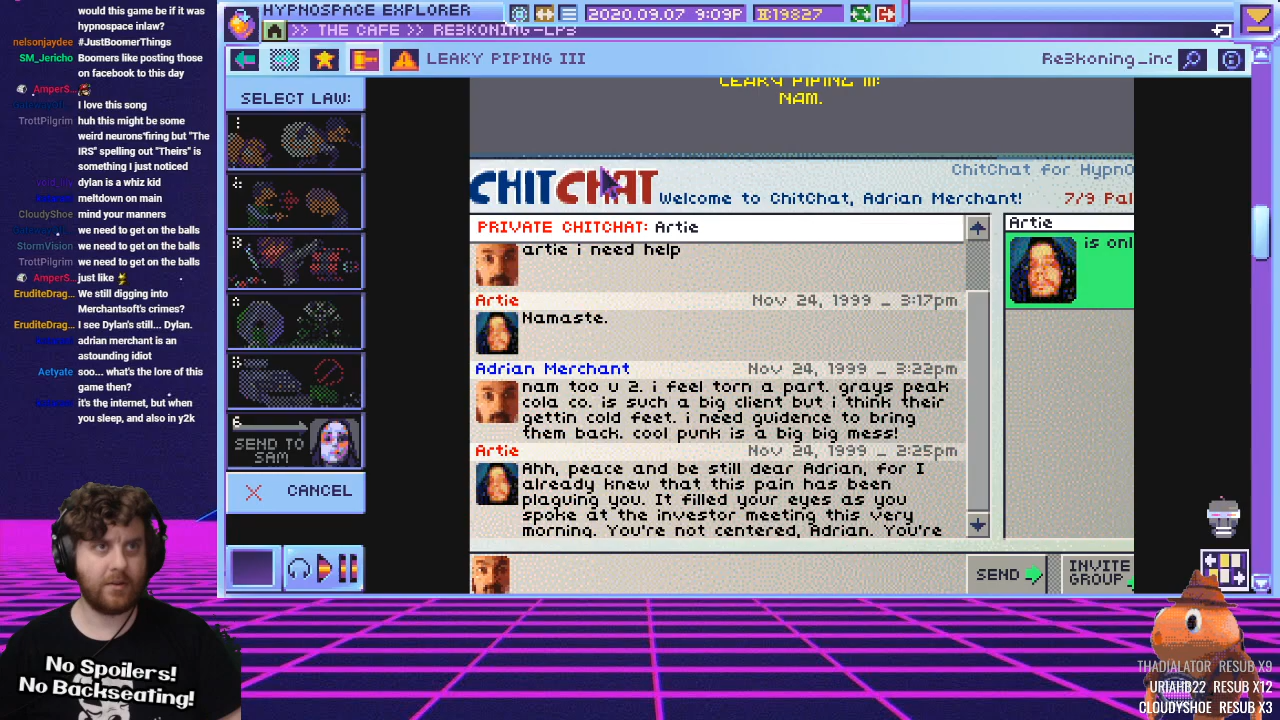 would this game be if it was
hypnospace inlaw?
nelsonjaydee #JustBoomerThings
SM_Jericho Boomers like posting those
on facebook to this day
AmperS...
I love this song
TrottPilgrim huh this might be some
weird neurons firing but "The
IRS" spelling out "Theirs" is
something I just noticed
dylan is a whiz kid
meltdown on main
CloudyShoe mind your manners
we need to get on the balls
StormVision we need to get on the balls
TrottPilgrim we need to get on the balls
AmperS... just like
EruditeDrag... We still digging into
Merchantsoft's crimes?
EruditeDrag... I see Dylan's still... Dylan.
adrian merchant is an
astounding idiot
Aetyate soo... what's the lore of this
game then?
it's the internet, but when
you sleep, and also in y2k
HYPNOSPACE EXPLORER
2020.09.07 9:09P
19827
>> THE CAFE >> RE3KONING-LP3
LEAKY PIPING III
Re3koning_inc
SELECT LAW:
1
2
3
4
5
6
SEND TO
SAM
CANCEL
LEAKY PIPING III:
NAM.
CHITCHAT
ChitChat for HypnO
Welcome to ChitChat, Adrian Merchant!
7/9 Pal
PRIVATE CHITCHAT: Artie
artie i need help
Artie Nov 24, 1999 _ 3:17pm
Namaste.
Adrian Merchant Nov 24, 1999 _ 3:22pm
nam too u 2. i feel torn a part. grays peak
cola co. is such a big client but i think their
gettin cold feet. i need guidence to bring
them back. cool punk is a big big mess!
Artie Nov 24, 1999 _ 2:25pm
Ahh, peace and be still dear Adrian, for I
already knew that this pain has been
plaguing you. It filled your eyes as you
spoke at the investor meeting this very
morning. You're not centered, Adrian. You're
SEND
INVITE
GROUP
Artie
is onl
No Spoilers!
No Backseating!
THADIALATOR RESUB X9
URIAHB22 RESUB X12
CLOUDYSHOE RESUB X3